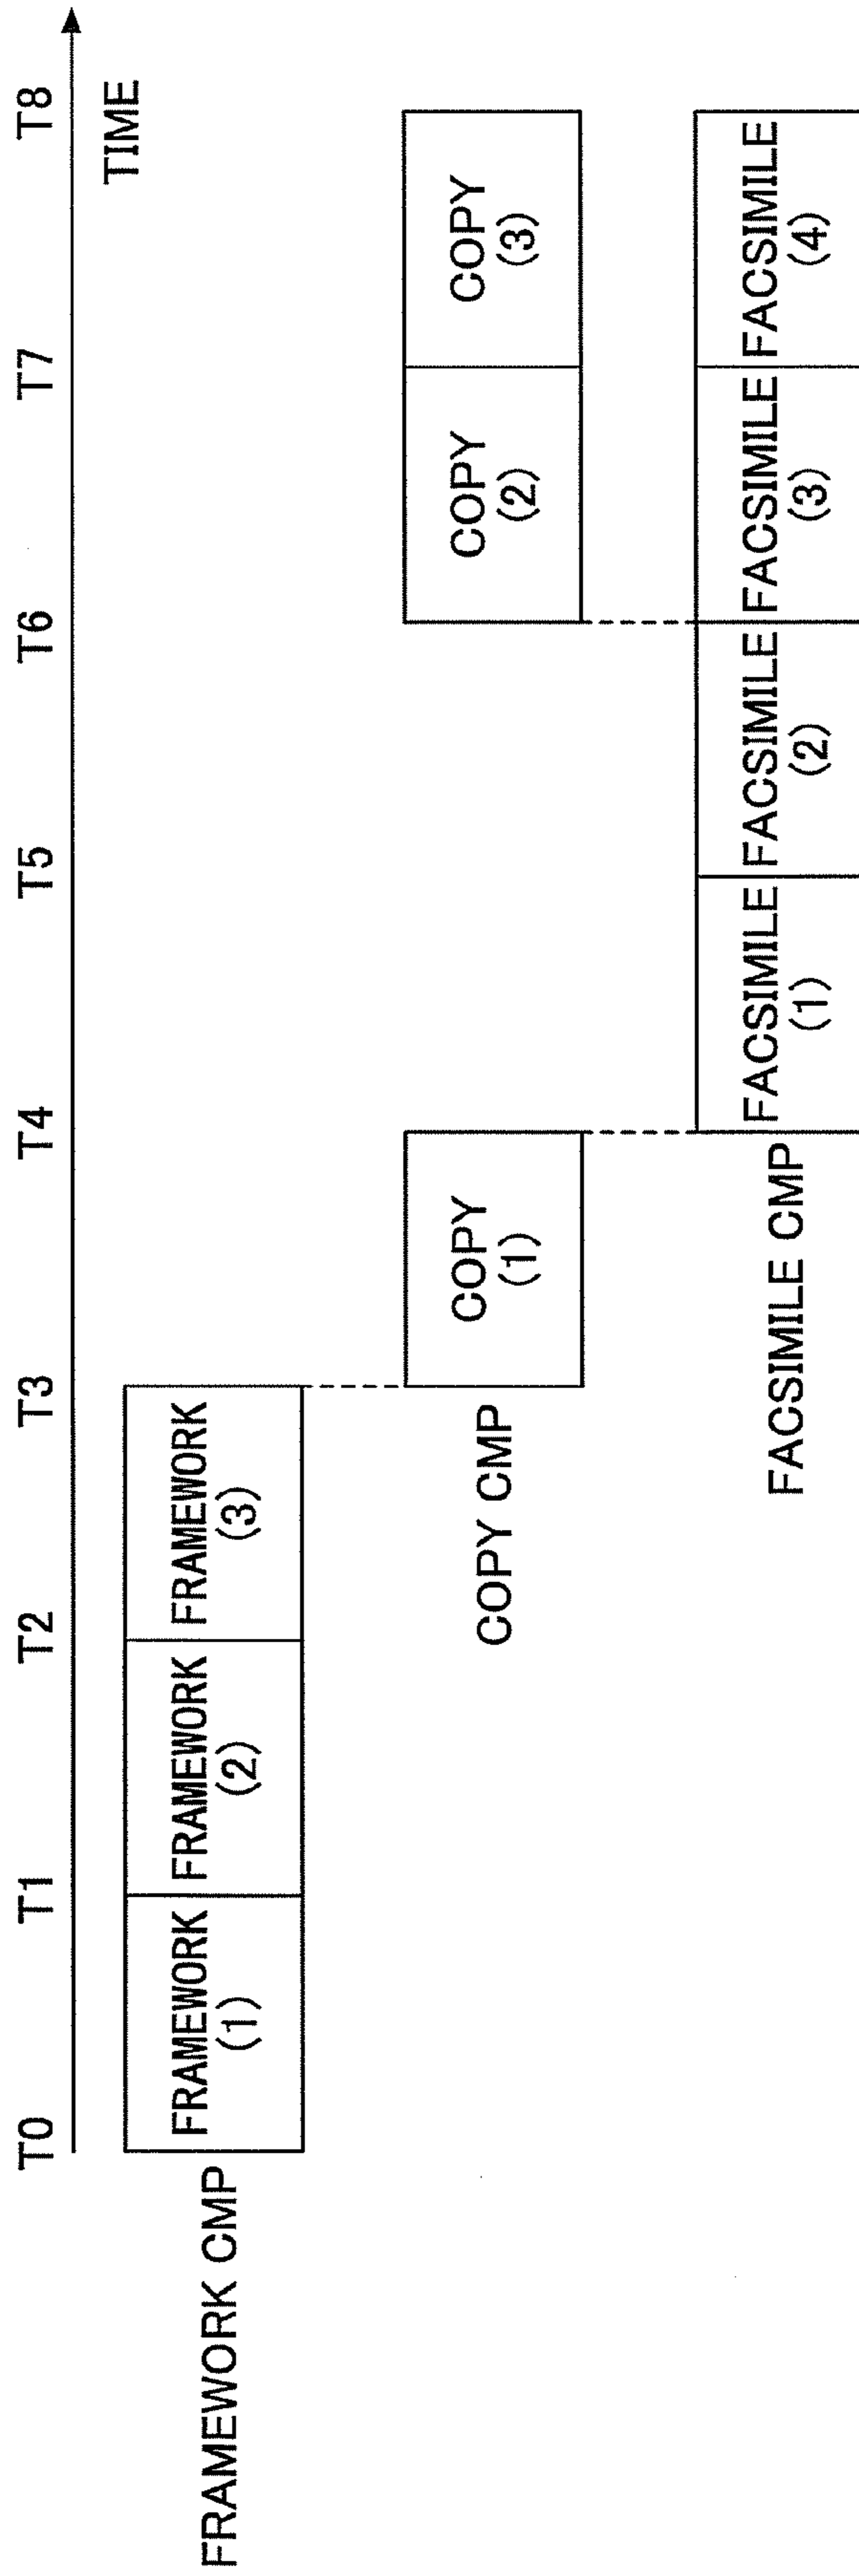 T0 T1 T2 T3 T4 T5 T6 T7 T8
TIME
FRAMEWORK CMP
FRAMEWORK
(1)
FRAMEWORK
(2)
FRAMEWORK
(3)
COPY CMP
COPY
(1)
COPY
(2)
COPY
(3)
FACSIMILE CMP
FACSIMILE
(1)
FACSIMILE
(2)
FACSIMILE
(3)
FACSIMILE
(4)